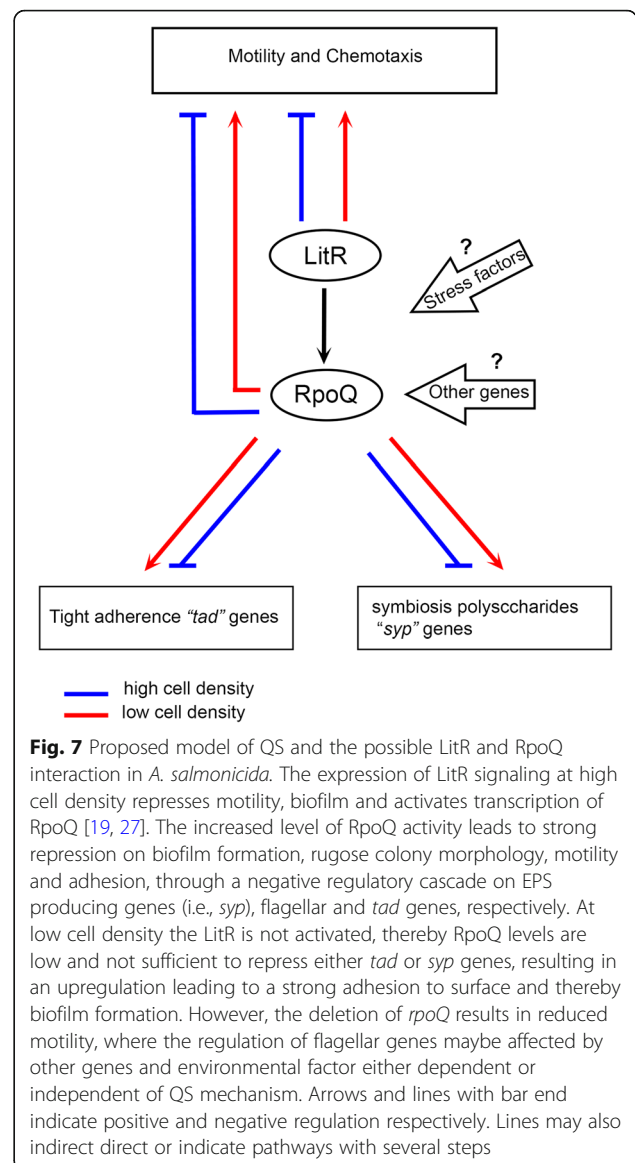 Motility and Chemotaxis
LitR
?
Stress factors
RpoQ
?
Other genes
Tight adherence "tad" genes
symbiosis polysccharides
"syp" genes
high cell density
low cell density
Fig. 7 Proposed model of QS and the possible LitR and RpoQ
interaction in A. salmonicida. The expression of LitR signaling at high
cell density represses motility, biofilm and activates transcription of
RpoQ [19, 27]. The increased level of RpoQ activity leads to strong
repression on biofilm formation, rugose colony morphology, motility
and adhesion, through a negative regulatory cascade on EPS
producing genes (i.e., syp), flagellar and tad genes, respectively. At
low cell density the LitR is not activated, thereby RpoQ levels are
low and not sufficient to repress either tad or syp genes, resulting in
an upregulation leading to a strong adhesion to surface and thereby
biofilm formation. However, the deletion of rpoQ results in reduced
motility, where the regulation of flagellar genes maybe affected by
other genes and environmental factor either dependent or
independent of QS mechanism. Arrows and lines with bar end
indicate positive and negative regulation respectively. Lines may also
indirect direct or indicate pathways with several steps